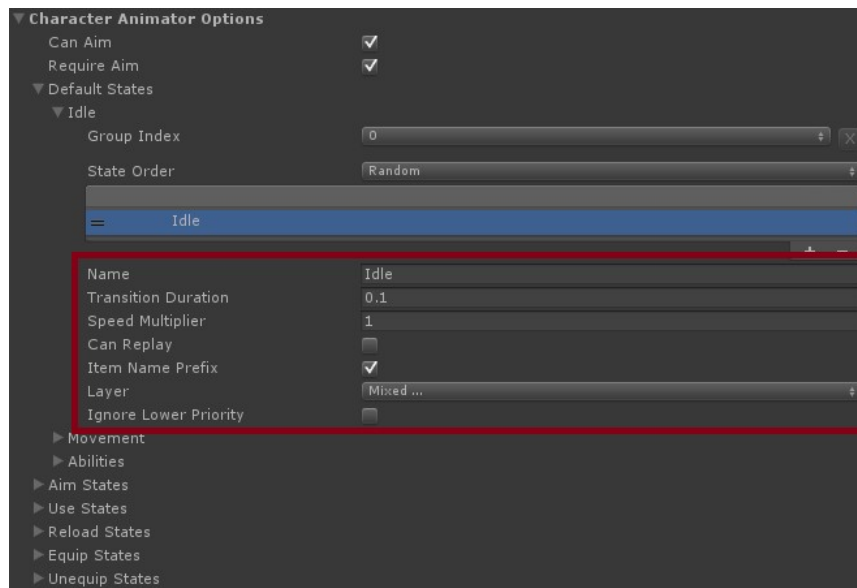 Character Animator Options
Can Aim
Require Aim
Default States
Idle
Group Index 0 X
State Order Random
Idle
+ -
Name Idle
Transition Duration 0.1
Speed Multiplier 1
Can Replay
Item Name Prefix
Layer Mixed ...
Ignore Lower Priority
Movement
Abilities
Aim States
Use States
Reload States
Equip States
Unequip States